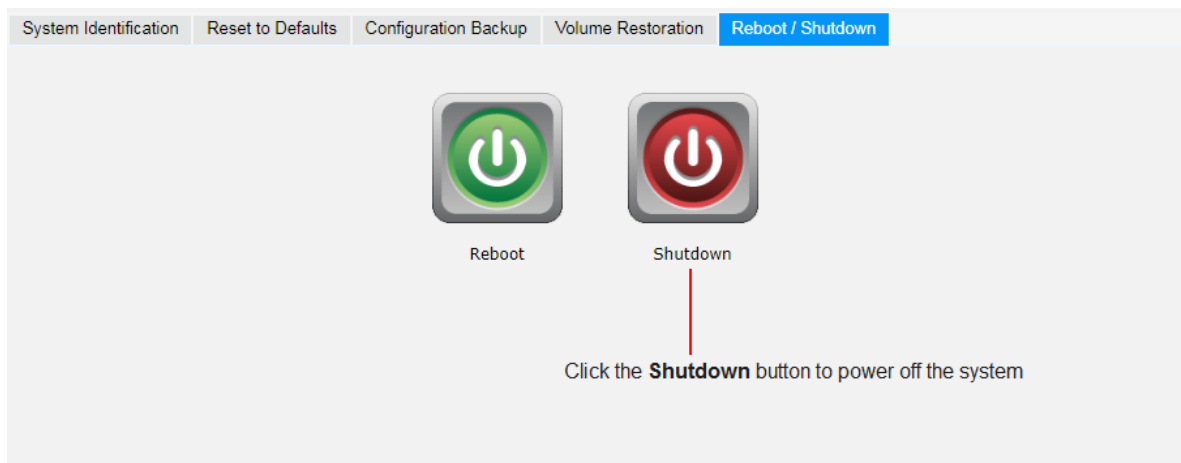 System Identification Reset to Defaults Configuration Backup Volume Restoration Reboot / Shutdown
Reboot Shutdown
Click the Shutdown button to power off the system